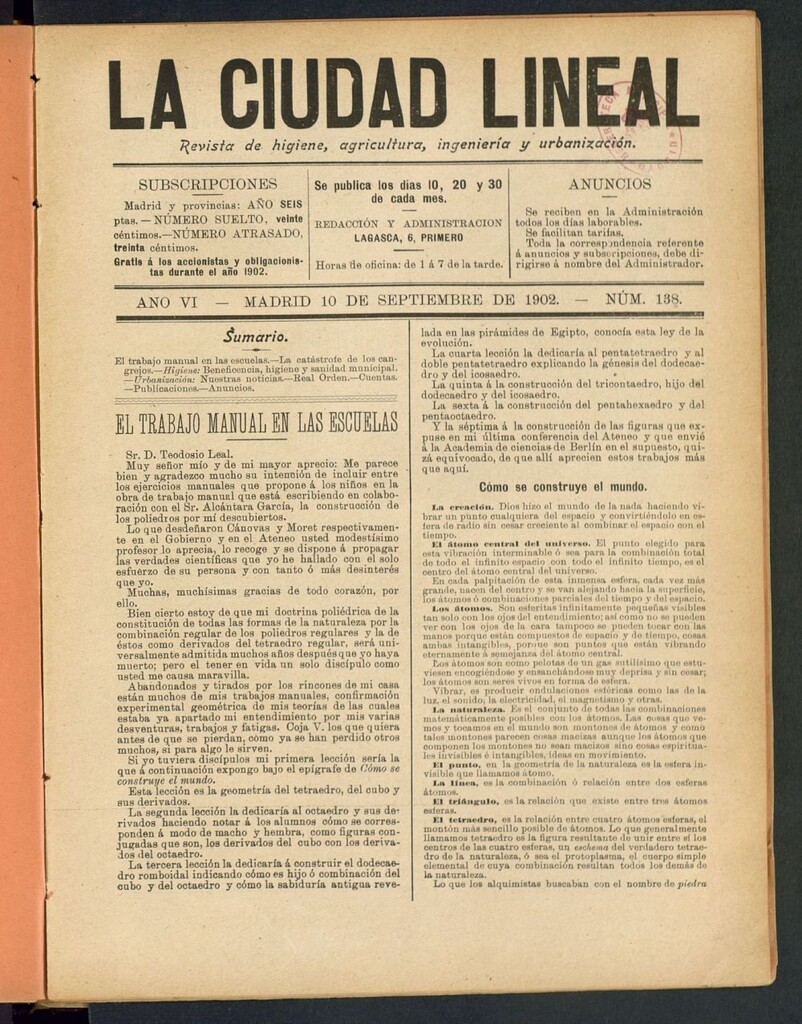 LA CIUDAD LINEAL
Revista de higiene, agricultura, ingeniería y urbanización.
SUBSCRIPCIONES
Madrid y provincias: AÑO SEIS
ptas.—NÚMERO SUELTO, veinte
céntimos.—NÚMERO ATRASADO,
treinta céntimos.
Gratis á los accionistas y obligacionis-
tas durante el año 1902.
Se publica los días 10, 20 y 30
de cada mes.
REDACCIÓN Y ADMINISTRACION
LAGASCA, 6, PRIMERO
Horas de oficina: de 1 á 7 de la tarde.
ANUNCIOS
Se reciben en la Administración
todos los días laborables.
Se facilitan tarifas.
Toda la correspondencia referente
á anuncios y subscripciones, debe di-
rigirse á nombre del Administrador.
AÑO VI — MADRID 10 DE SEPTIEMBRE DE 1902. — NÚM. 138.
Sumario.
El trabajo manual en las escuelas.—La catástrofe de los can-
grejos.—Higiene: Beneficencia, higiene y sanidad municipal.
—Urbanización: Nuestras noticias.—Real Orden.—Cuentas.
—Publicaciones.—Anuncios.
EL TRABAJO MANUAL EN LAS ESCUELAS
Sr. D. Teodosio Leal.
Muy señor mío y de mi mayor aprecio: Me parece
bien y agradezco mucho su intención de incluir entre
los ejercicios manuales que propone á los niños en la
obra de trabajo manual que está escribiendo en colabo-
ración con el Sr. Alcántara García, la construcción de
los poliedros por mí descubiertos.
Lo que desdeñaron Cánovas y Moret respectivamen-
te en el Gobierno y en el Ateneo usted modestísimo
profesor lo aprecia, lo recoge y se dispone á propagar
las verdades científicas que yo he hallado con el solo
esfuerzo de su persona y con tanto ó más desinterés
que yo.
Muchas, muchísimas gracias de todo corazón, por
ello.
Bien cierto estoy de que mi doctrina poliédrica de la
constitución de todas las formas de la naturaleza por la
combinación regular de los poliedros regulares y la de
éstos como derivados del tetraedro regular, será uni-
versalmente admitida muchos años después que yo haya
muerto; pero el tener en vida un solo discípulo como
usted me causa maravilla.
Abandonados y tirados por los rincones de mi casa
están muchos de mis trabajos manuales, confirmación
experimental geométrica de mis teorías de las cuales
estaba ya apartado mi entendimiento por mis varias
desventuras, trabajos y fatigas. Coja V. los que quiera
antes de que se pierdan, cómo ya se han perdido otros
muchos, si para algo le sirven.
Si yo tuviera discípulos mi primera lección sería la
que á continuación expongo bajo el epígrafe de Cómo se
construye el mundo.
Esta lección es la geometría del tetraedro, del cubo y
sus derivados.
La segunda lección la dedicaría al octaedro y sus de-
rivados haciendo notar á los alumnos cómo se corres-
ponden á modo de macho y hembra, como figuras con-
jugadas que son, los derivados del cubo con los deriva-
dos del octaedro.
La tercera lección la dedicaría á construir el dodecae-
dro romboidal indicando cómo es hijo ó combinación del
cubo y del octaedro y cómo la sabiduría antigua reve-
lada en las pirámides de Egipto, conocía esta ley de la
evolución.
La cuarta lección la dedicaría al pentatetraedro y al
doble pentatetraedro explicando la génesis del dodecae-
dro y del icosaedro.
La quinta á la construcción del tricontaedro, hijo del
dodecaedro y del icosaedro.
La sexta á la construcción del pentahexaedro y del
pentaoctaedro.
Y la séptima á la construcción de las figuras que ex-
puse en mi última conferencia del Ateneo y que envié
á la Academia de ciencias de Berlín en el supuesto, qui-
zá equivocado, de que allí aprecien estos trabajos más
que aquí.
Cómo se construye el mundo.
La creación. Dios hizo el mundo de la nada haciendo vi-
brar un punto cualquiera del espacio y convirtiéndolo en es-
fera de radio sin cesar creciente al combinar el espacio con el
tiempo.
El átomo central del universo. El punto elegido para
esta vibración interminable ó sea para la combinación total
de todo el infinito espacio con todo el infinito tiempo, es el
centro del átomo central del universo.
En cada palpitación de esta inmensa esfera, cada vez más
grande, nacen del centro y se van alejando hacia la superficie,
los átomos ó combinaciones parciales del tiempo y del espacio.
Los átomos. Son esferitas infinitamente pequeñas visibles
tan solo con los ojos del entendimiento; así como no se pueden
ver con los ojos de la cara tampoco se pueden tocar con las
manos porque están compuestos de espacio y de tiempo, cosas
ambas intangibles, porque son puntos que están vibrando
eternamente á semejanza del átomo central.
Los átomos son como pelotas de un gas sutilísimo que estu-
viesen encogiéndose y ensanchándose muy deprisa y sin cesar;
los átomos son seres vivos en forma de esfera.
Vibrar, es producir ondulaciones esféricas como las de la
luz, el sonido, la electricidad, el magnetismo y otras.
La naturaleza. Es el conjunto de todas las combinaciones
matemáticamente posibles con los átomos. Las cosas que ve-
mos y tocamos en el mundo son montones de átomos y como
tales montones parecen cosas macizas aunque los átomos que
componen los montones no sean macizos sino cosas espiritua-
les invisibles é intangibles, ideas en movimiento.
El punto, en la geometría de la naturaleza es la esfera in-
visible que llamamos átomo.
La línea, es la combinación ó relación entre dos esferas
átomos.
El triángulo, es la relación que existe entre tres átomos
esferas.
El tetraedro, es la relación entre cuatro átomos esferas, el
montón más sencillo posible de átomos. Lo que generalmente
llamamos tetraedro es la figura resultante de unir entre sí los
centros de las cuatro esferas, un eschema del verdadero tetrae-
dro de la naturaleza, ó sea el protoplasma, el cuerpo simple
elemental de cuya combinación resultan todos los demás de
la naturaleza.
Lo que los alquimistas buscaban con el nombre de piedra